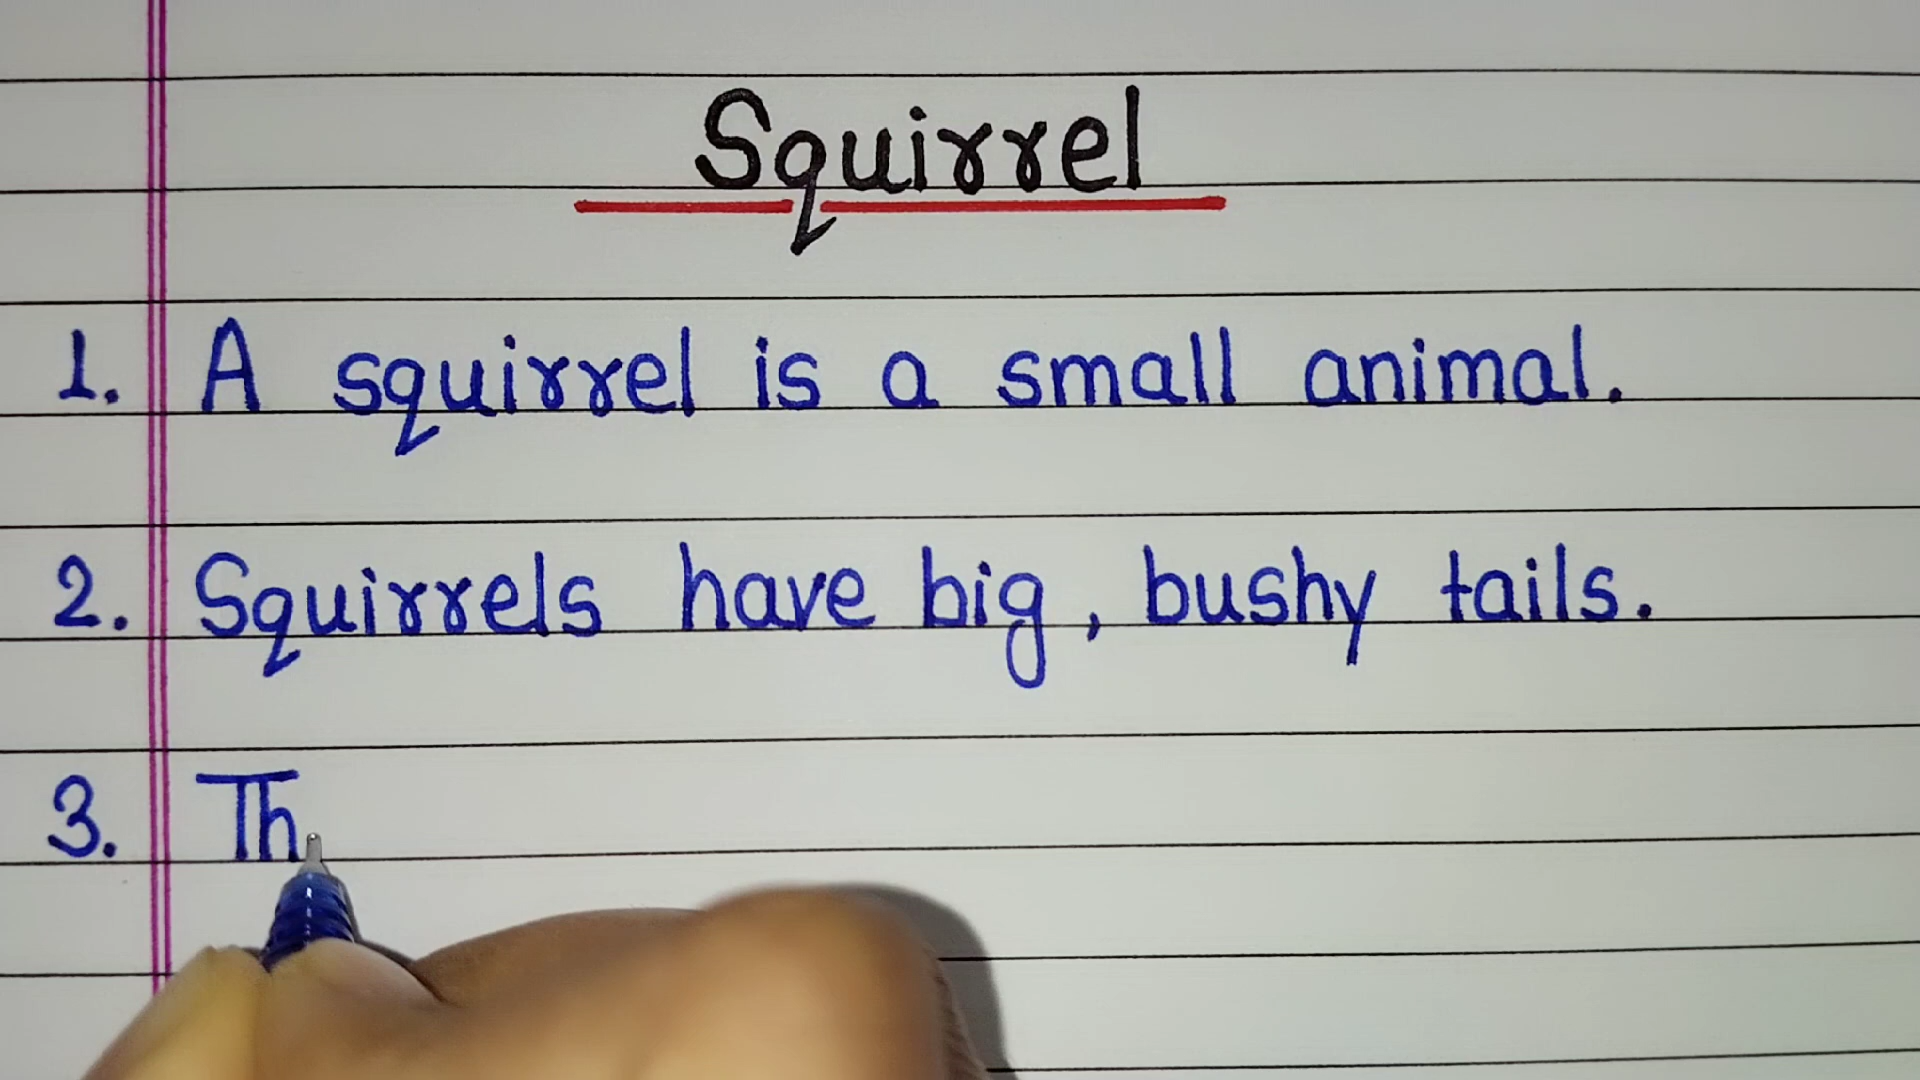 Squirrel
1. A squirrel is a small animal.
2. Squirrels have big, bushy tails.
3. Th